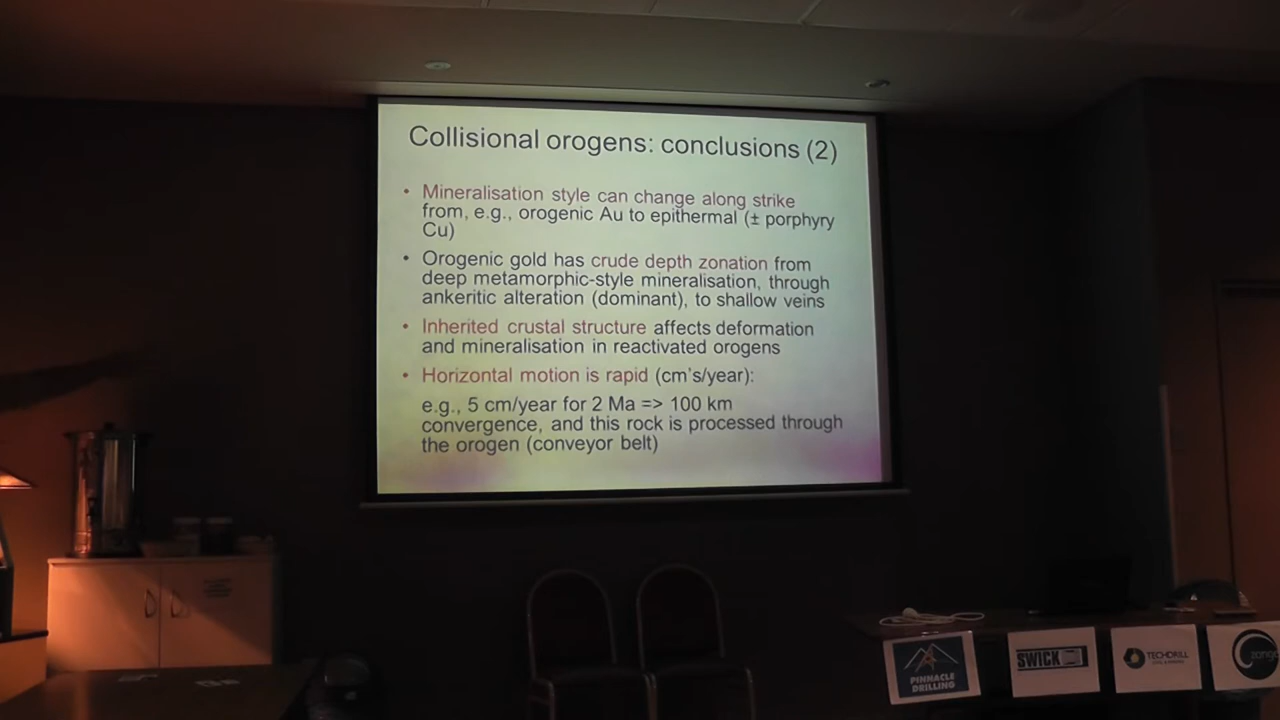 Collisional orogens: conclusions (2)
• Mineralisation style can change along strike
from, e.g., orogenic Au to epithermal (± porphyry
Cu)
• Orogenic gold has crude depth zonation from
deep metamorphic-style mineralisation, through
ankeritic alteration (dominant), to shallow veins
• Inherited crustal structure affects deformation
and mineralisation in reactivated orogens
• Horizontal motion is rapid (cm's/year):
e.g., 5 cm/year for 2 Ma => 100 km
convergence, and this rock is processed through
the orogen (conveyor belt)
PINNACLE
DRILLING
SWICK
TECHDRILL